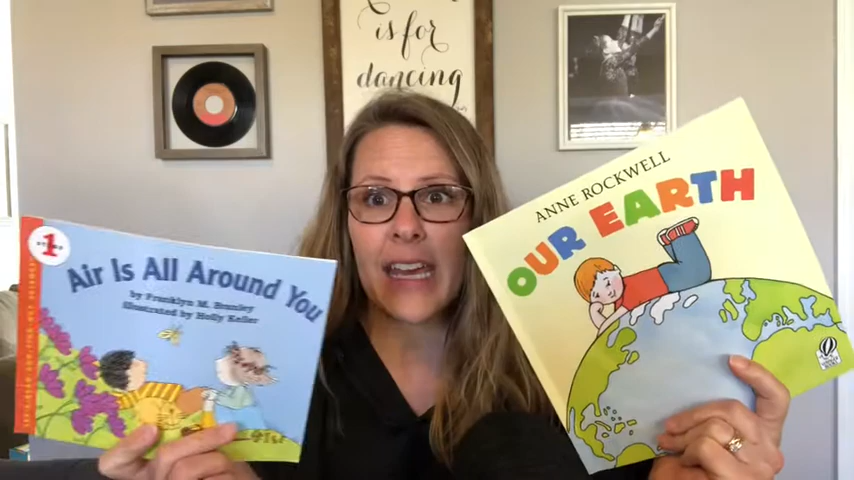 is for
dancing
1
Air Is All Around You
by Franklyn M. Branley
illustrated by Holly Keller
ANNE ROCKWELL
OUR EARTH